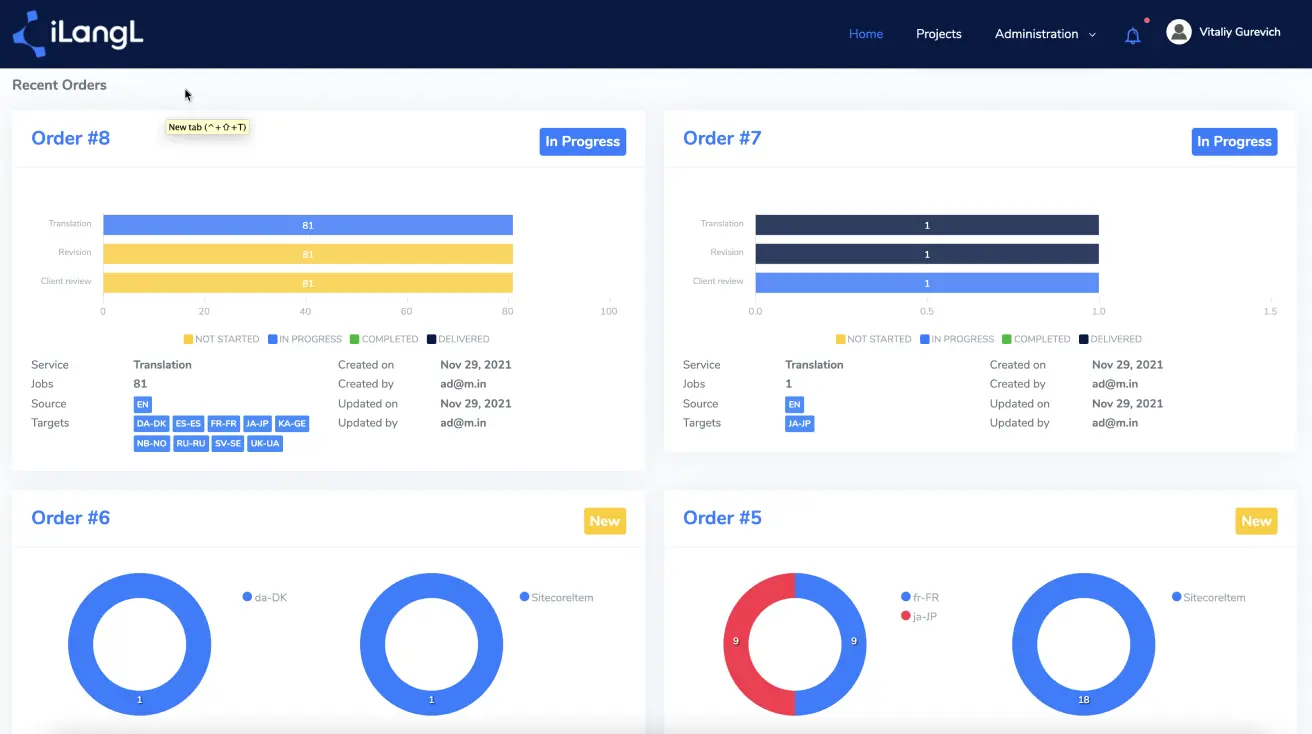 iLangL
Home Projects Administration Vitaliy Gurevich
Recent Orders
New tab (^+⇧+T)
Order #8 In Progress
Translation 81
Revision 81
Client review 81
0 20 40 60 80 100
NOT STARTED IN PROGRESS COMPLETED DELIVERED
Service Translation Created on Nov 29, 2021
Jobs 81 Created by ad@m.in
Source EN Updated on Nov 29, 2021
Targets DA-DK ES-ES FR-FR JA-JP KA-GE Updated by ad@m.in
NB-NO RU-RU SV-SE UK-UA
Order #7 In Progress
Translation 1
Revision 1
Client review 1
0.0 0.5 1.0 1.5
NOT STARTED IN PROGRESS COMPLETED DELIVERED
Service Translation Created on Nov 29, 2021
Jobs 1 Created by ad@m.in
Source EN Updated on Nov 29, 2021
Targets JA-JP Updated by ad@m.in
Order #6 New
da-DK SitecoreItem
1 1
Order #5 New
fr-FR SitecoreItem
ja-JP
9 9
18